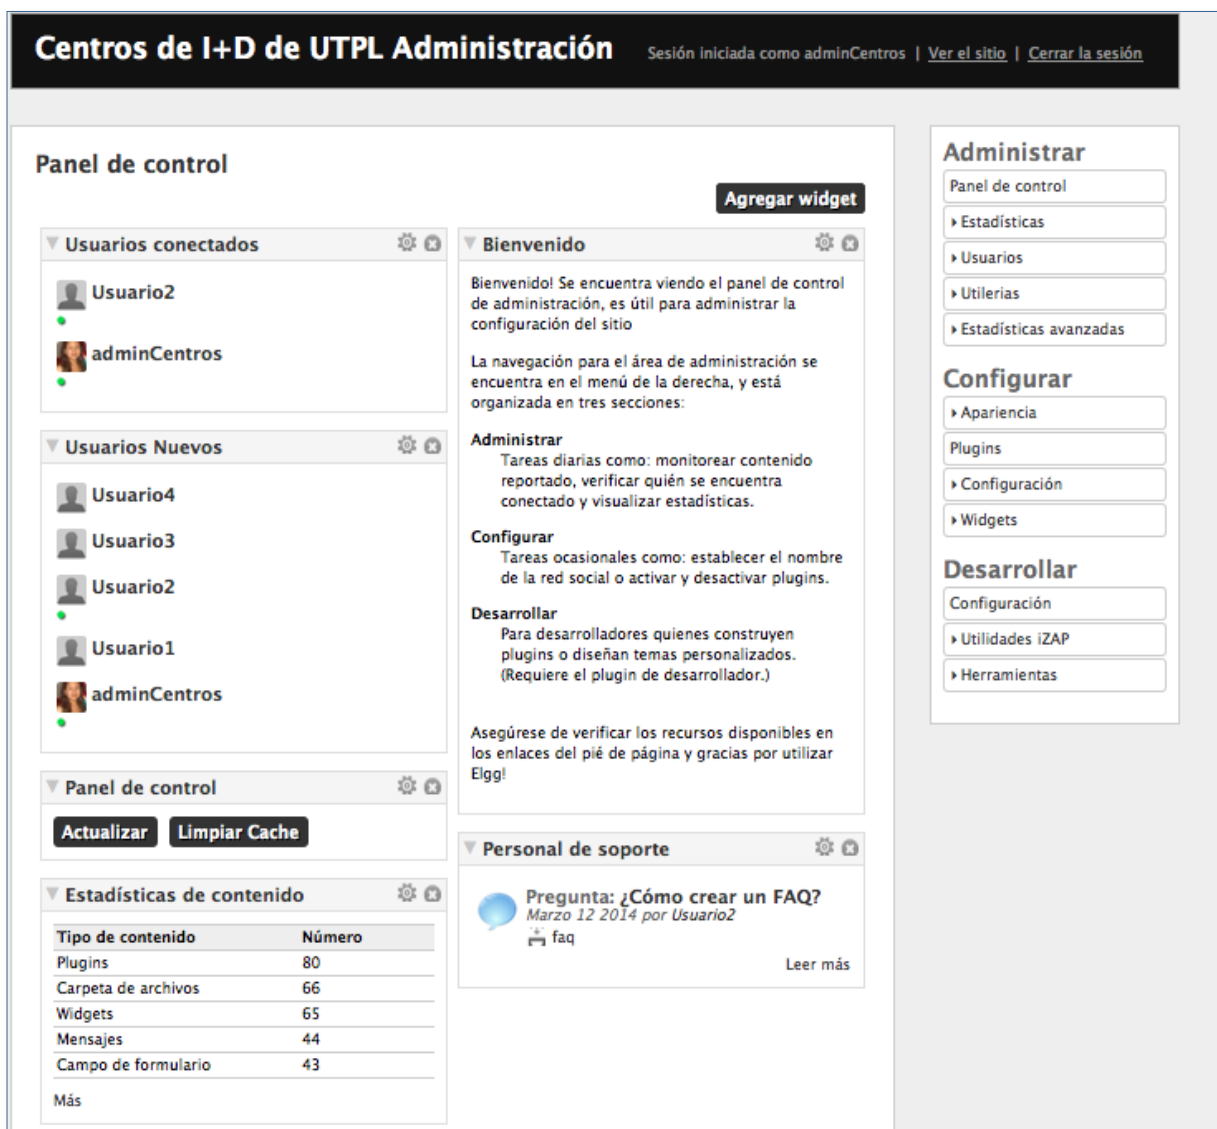 Centros de I+D de UTPL Administración
Sesión iniciada como adminCentros | Ver el sitio | Cerrar la sesión
Panel de control
Agregar widget
Usuarios conectados
Usuario2
adminCentros
Usuarios Nuevos
Usuario4
Usuario3
Usuario2
Usuario1
adminCentros
Panel de control
Actualizar
Limpiar Cache
Estadísticas de contenido
Tipo de contenido Número
Plugins 80
Carpeta de archivos 66
Widgets 65
Mensajes 44
Campo de formulario 43
Más
Bienvenido
Bienvenido! Se encuentra viendo el panel de control
de administración, es útil para administrar la
configuración del sitio
La navegación para el área de administración se
encuentra en el menú de la derecha, y está
organizada en tres secciones:
Administrar
Tareas diarias como: monitorear contenido
reportado, verificar quién se encuentra
conectado y visualizar estadísticas.
Configurar
Tareas ocasionales como: establecer el nombre
de la red social o activar y desactivar plugins.
Desarrollar
Para desarrolladores quienes construyen
plugins o diseñan temas personalizados.
(Requiere el plugin de desarrollador.)
Asegúrese de verificar los recursos disponibles en
los enlaces del pié de página y gracias por utilizar
Elgg!
Personal de soporte
Pregunta: ¿Cómo crear un FAQ?
Marzo 12 2014 por Usuario2
faq
Leer más
Administrar
Panel de control
Estadísticas
Usuarios
Utilerias
Estadísticas avanzadas
Configurar
Apariencia
Plugins
Configuración
Widgets
Desarrollar
Configuración
Utilidades iZAP
Herramientas